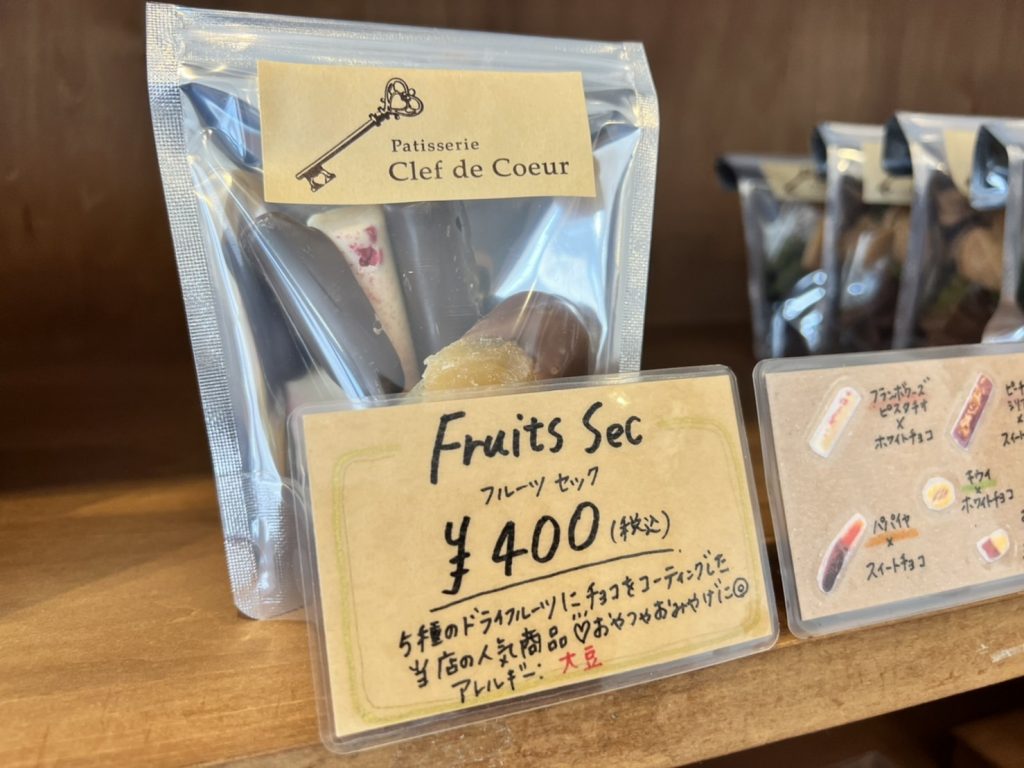 Patisserie
Clef de Coeur
Fruits Sec
フルーツ セック
¥400(税込)
5種のドライフルーツにチョコをコーティングした
当店の人気商品♡おやつやおみやげに◎
アレルギー:大豆
フランボワーズ
ピスタチオ
×
ホワイトチョコ
キウイ
×
ホワイトチョコ
パパイヤ
×
スイートチョコ